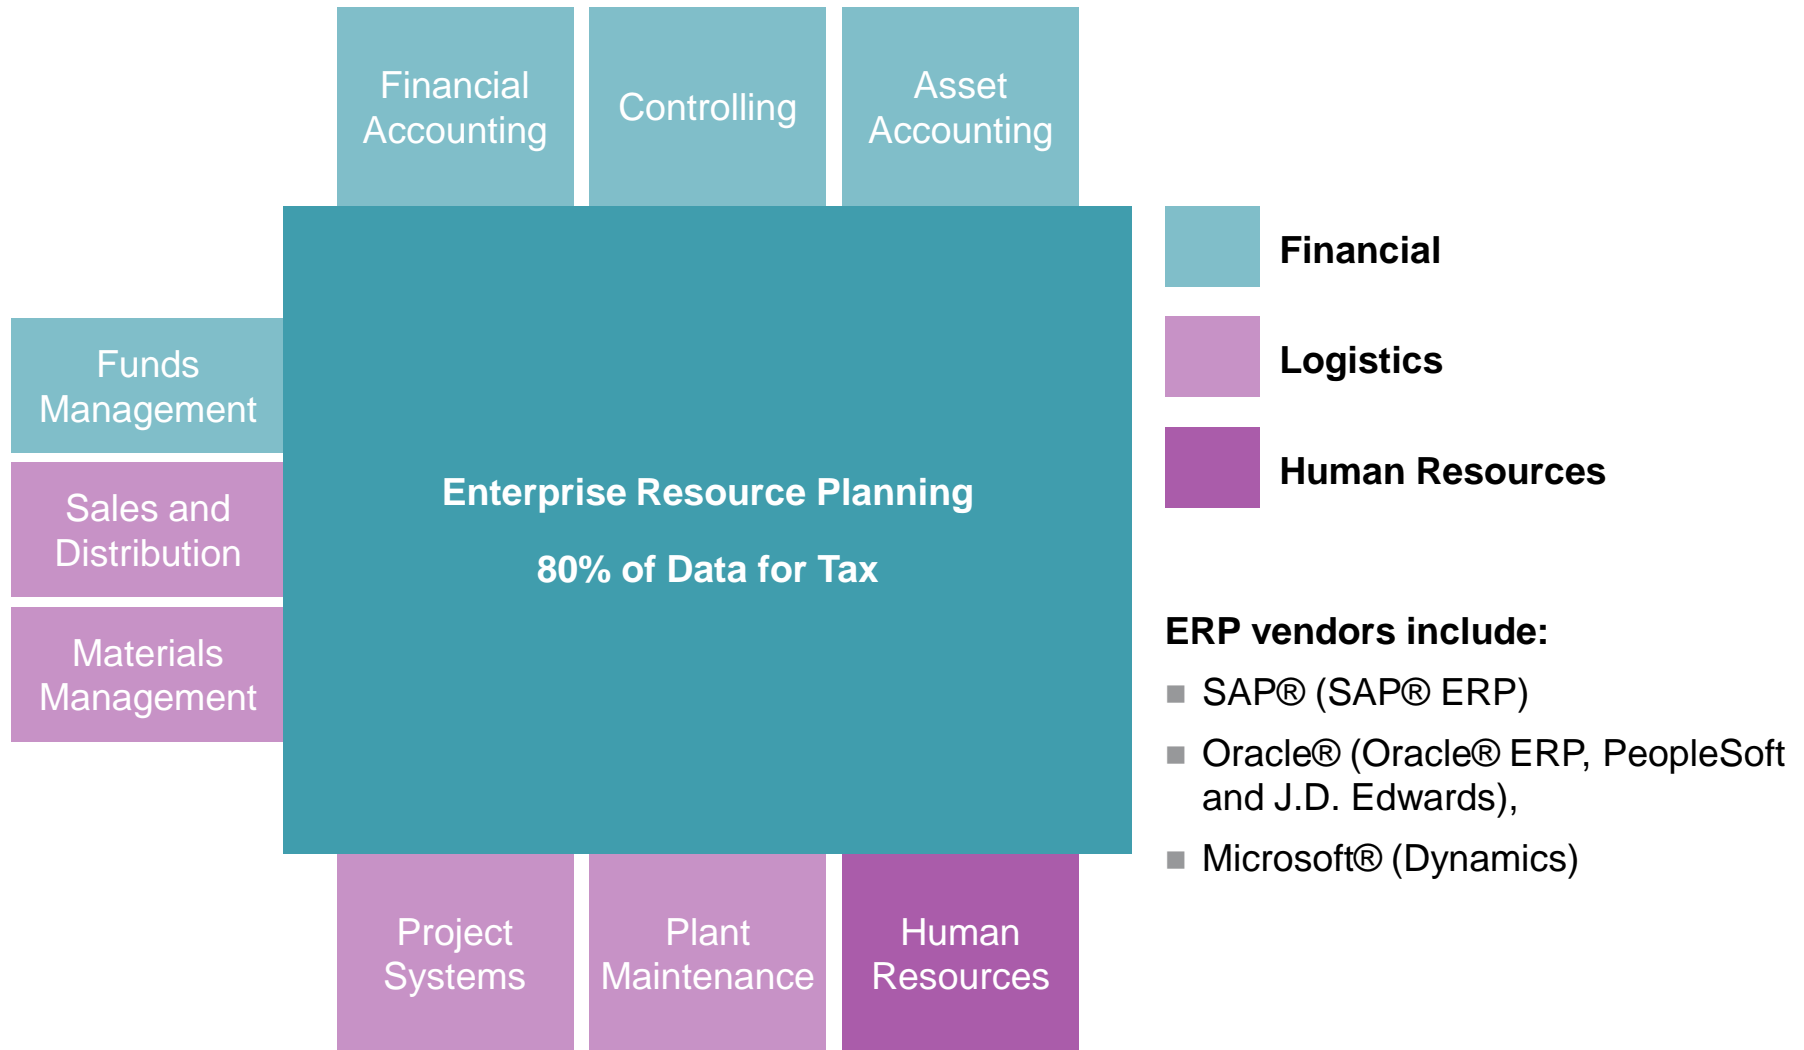 Financial
Accounting
Controlling
Asset
Accounting
Funds
Management
Sales and
Distribution
Materials
Management
Enterprise Resource Planning
80% of Data for Tax
Project
Systems
Plant
Maintenance
Human
Resources
Financial
Logistics
Human Resources
ERP vendors include:
SAP® (SAP® ERP)
Oracle® (Oracle® ERP, PeopleSoft
and J.D. Edwards),
Microsoft® (Dynamics)